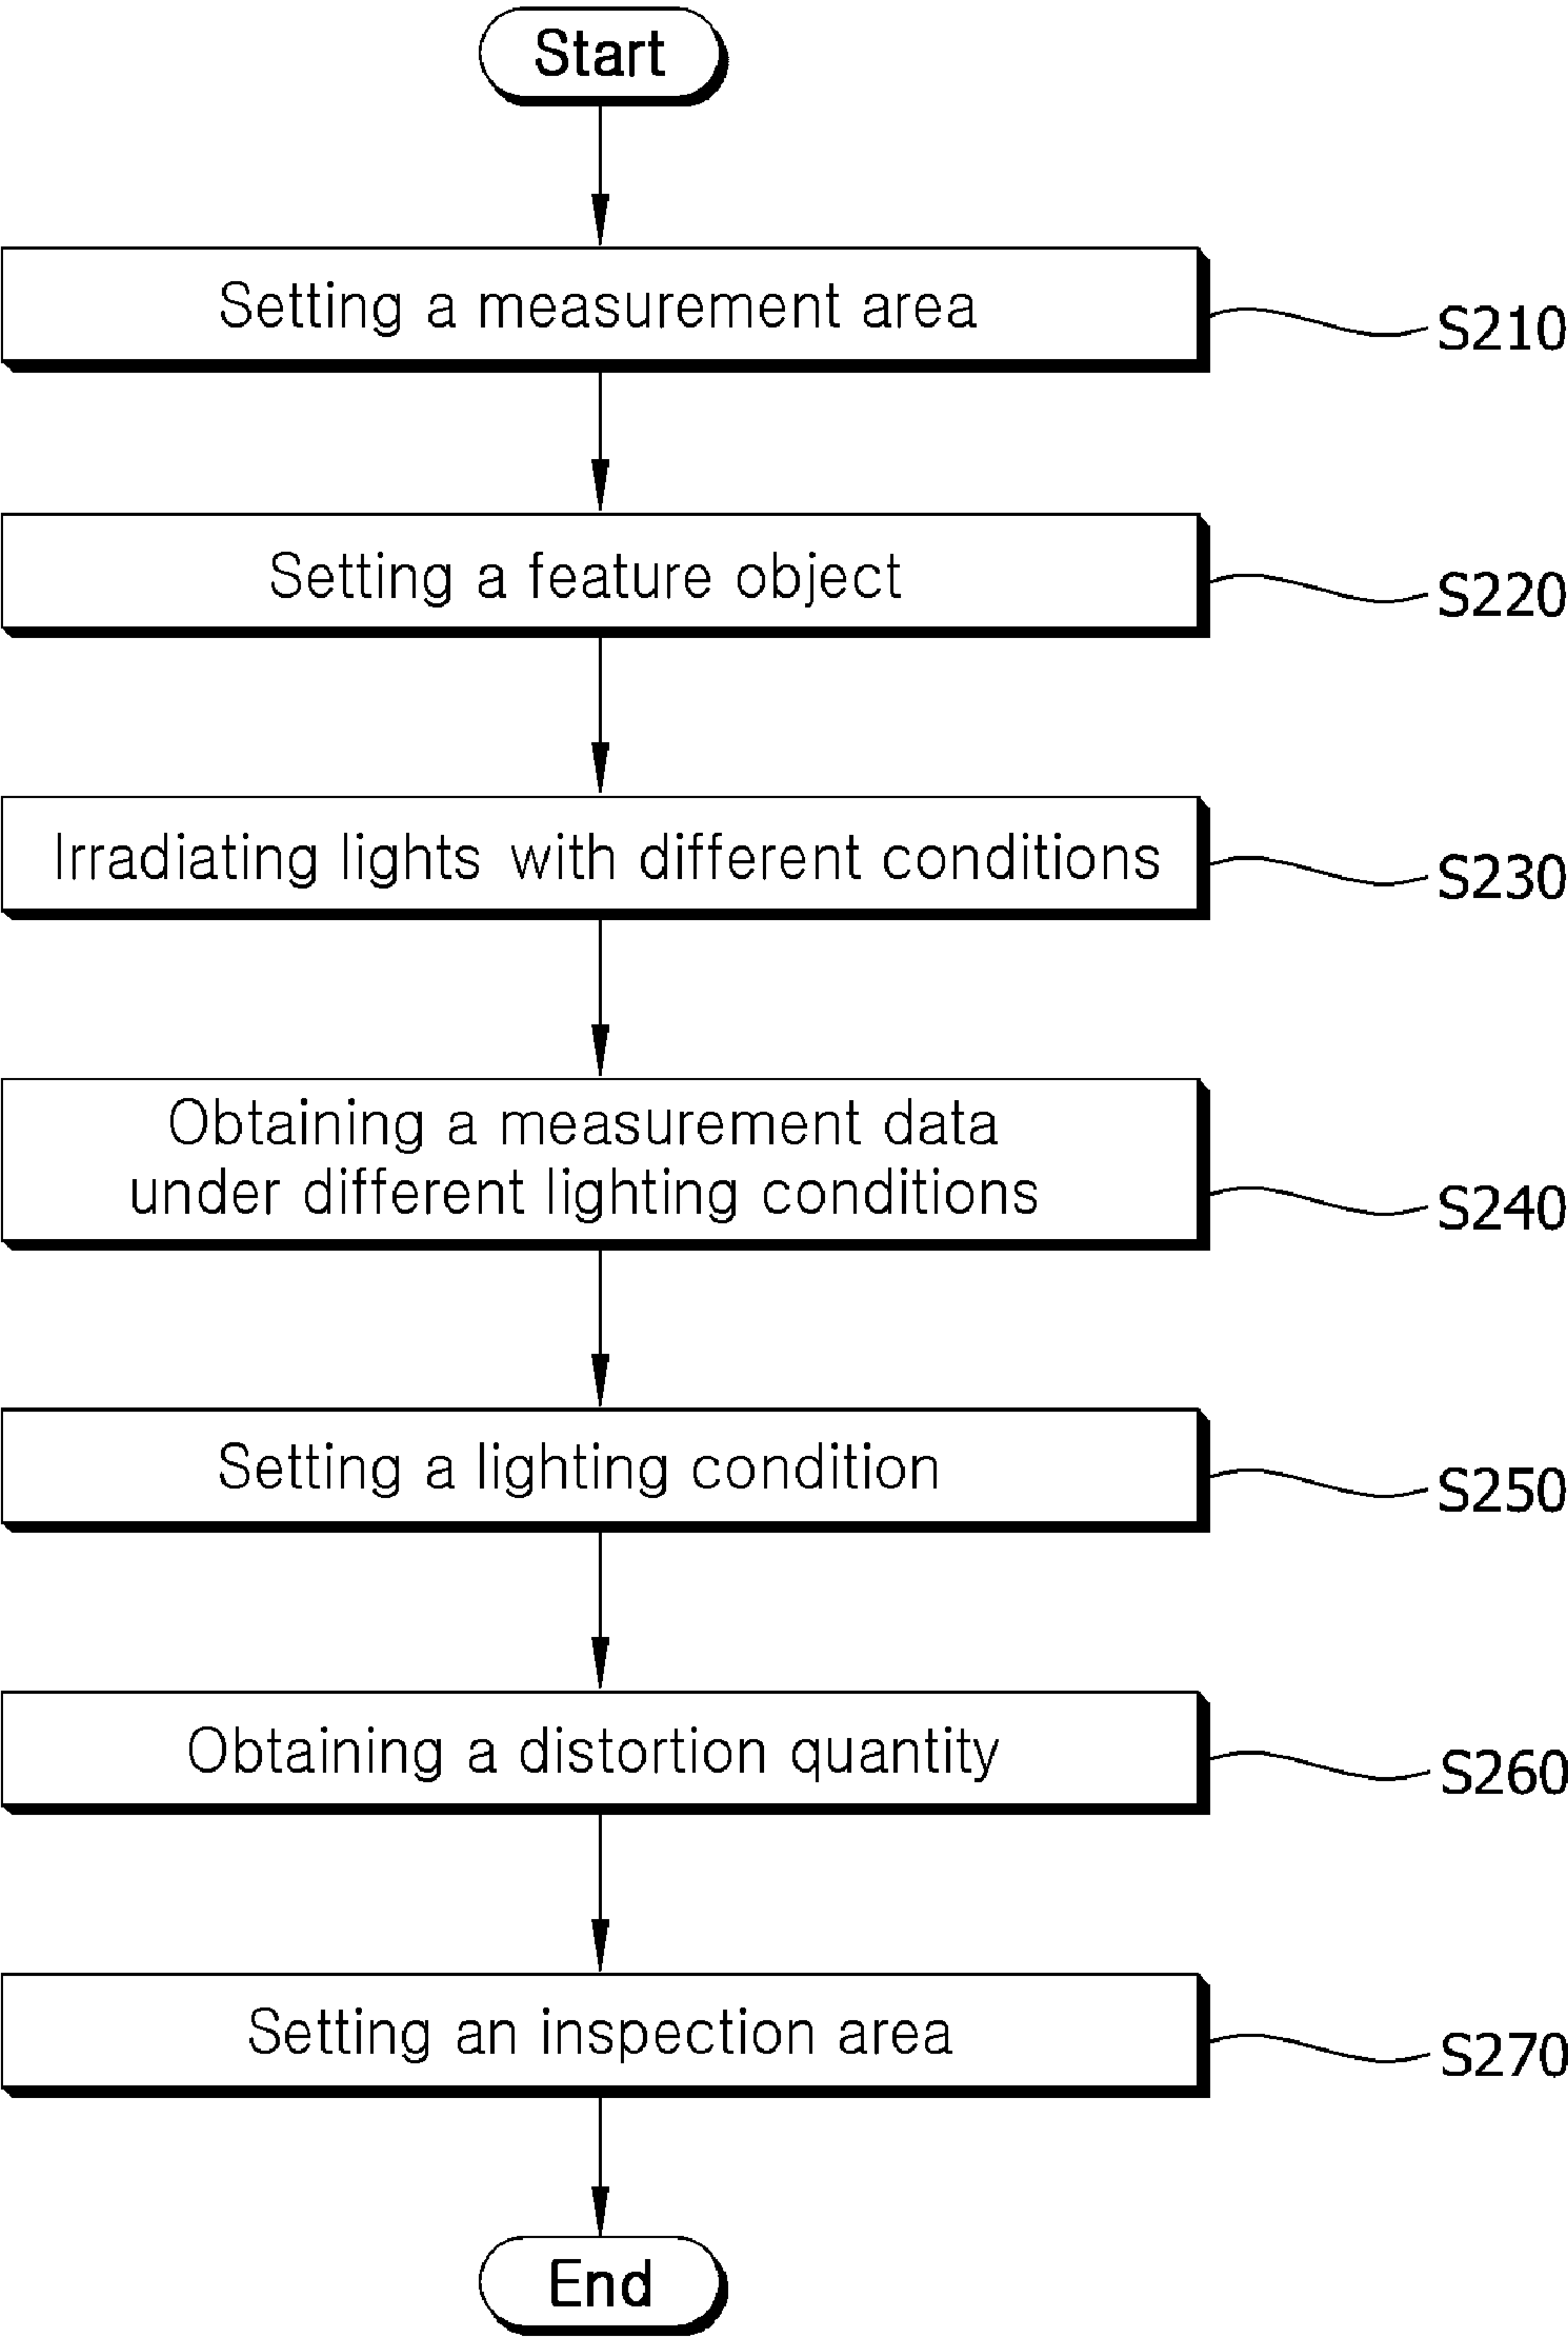 Start
Setting a measurement area
S210
Setting a feature object
S220
Irradiating lights with different conditions
S230
Obtaining a measurement data
under different lighting conditions
S240
Setting a lighting condition
S250
Obtaining a distortion quantity
S260
Setting an inspection area
S270
End